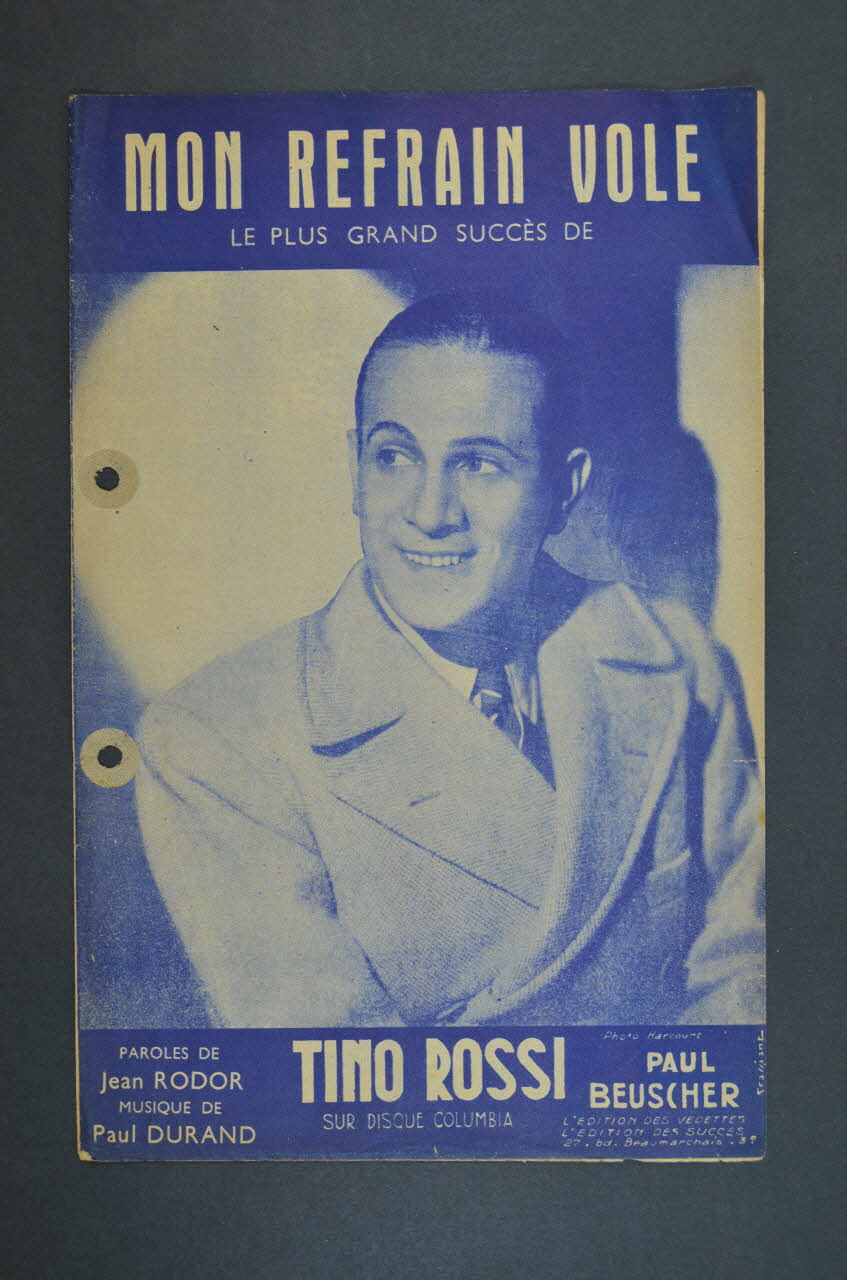 MON REFRAIN VOLE
LE PLUS GRAND SUCCÈS DE
PAROLES DE
Jean RODOR
MUSIQUE DE
Paul DURAND
TINO ROSSI
SUR DISQUE COLUMBIA
Photo Harcourt
PAUL
BEUSCHER
L'EDITION DES VEDETTES
L'EDITION DES SUCCES
27, bd. Beaumarchais. 3e